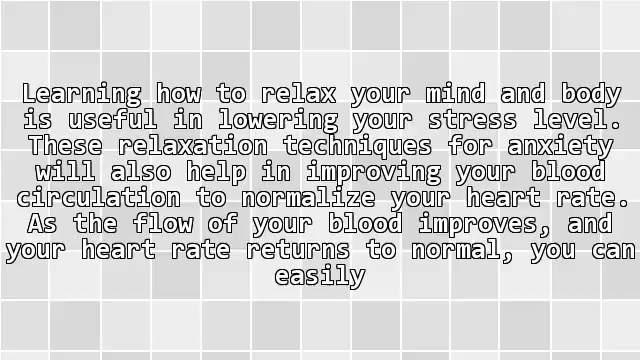 Learning how to relax your mind and body
is useful in lowering your stress level.
These relaxation techniques for anxiety
will also help in improving your blood
circulation to normalize your heart rate.
As the flow of your blood improves, and
your heart rate returns to normal, you can
easily